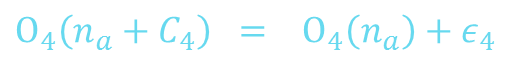 O₄(nₐ + C₄) = O₄(nₐ) + ϵ₄